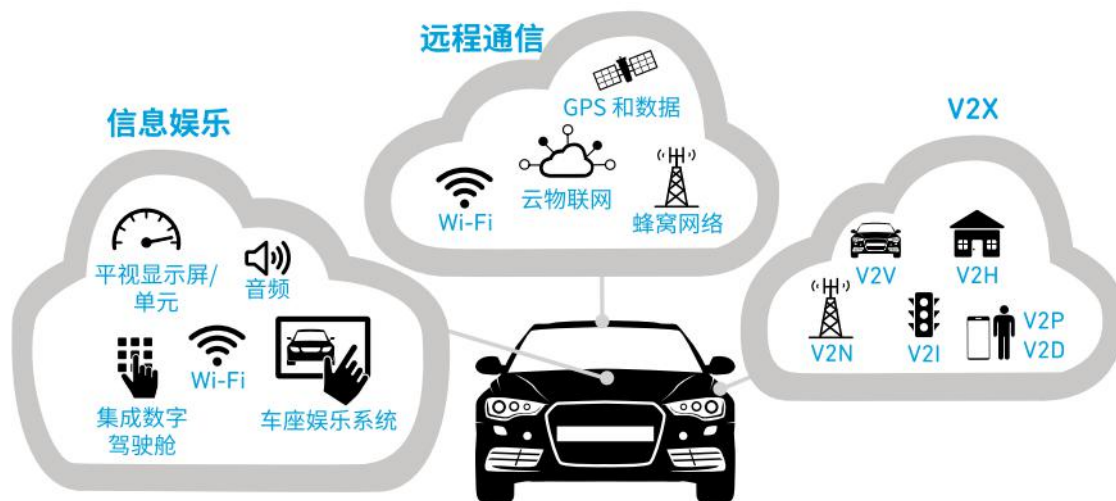 远程通信
GPS 和数据
云物联网
Wi-Fi
蜂窝网络
信息娱乐
平视显示屏/
单元
音频
Wi-Fi
集成数字
驾驶舱
车座娱乐系统
V2X
V2V
V2H
V2N
V2I
V2P
V2D